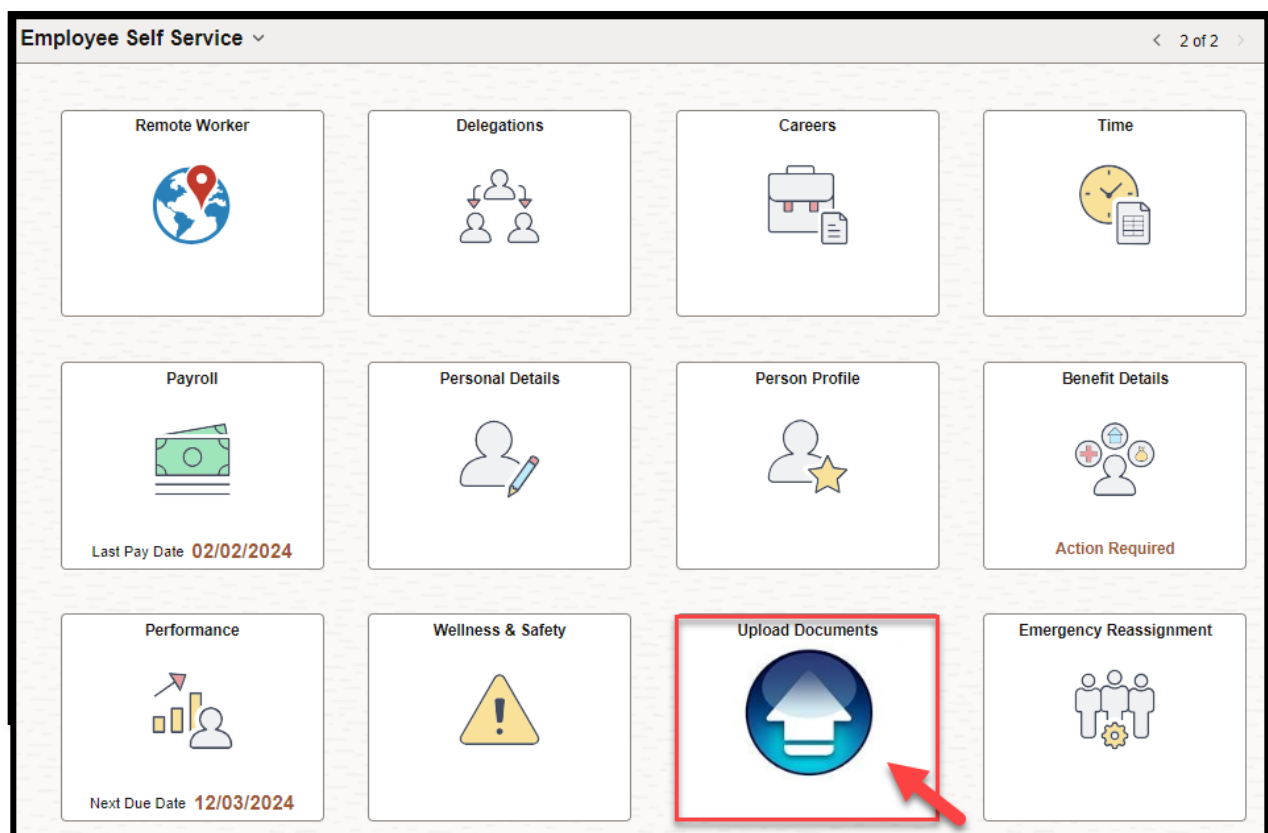 Employee Self Service
2 of 2
Remote Worker
Delegations
Careers
Time
Payroll
Last Pay Date 02/02/2024
Personal Details
Person Profile
Benefit Details
Action Required
Performance
Next Due Date 12/03/2024
Wellness & Safety
Upload Documents
Emergency Reassignment